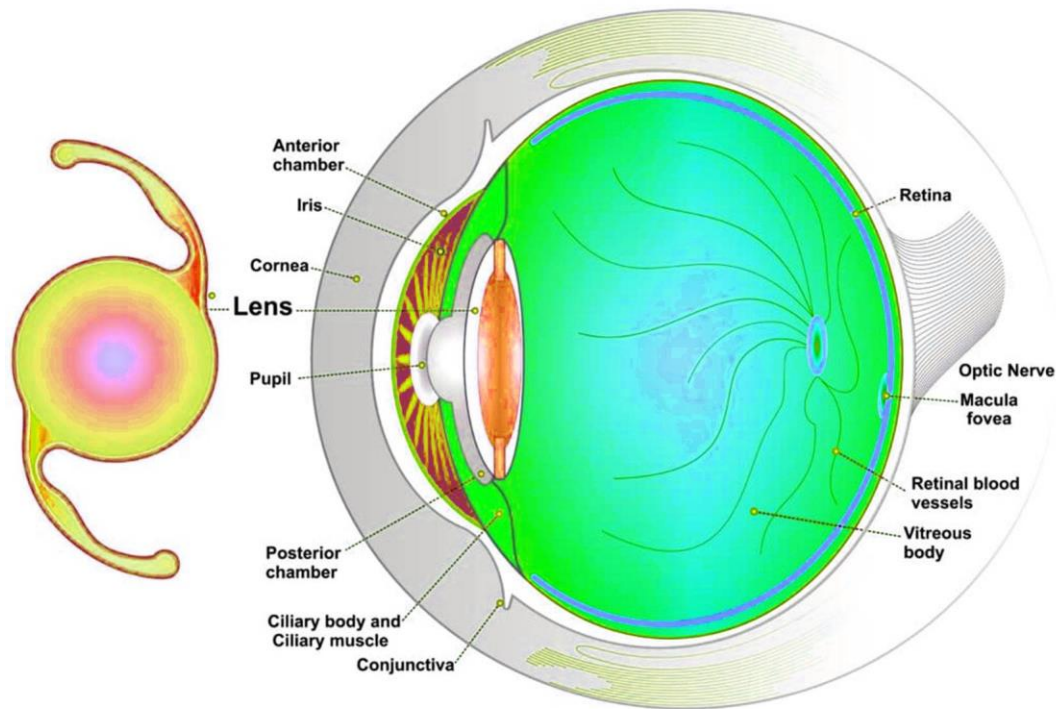 Anterior
chamber
Iris
Cornea
Lens
Pupil
Posterior
chamber
Ciliary body and
Ciliary muscle
Conjunctiva
Retina
Optic Nerve
Macula
fovea
Retinal blood
vessels
Vitreous
body